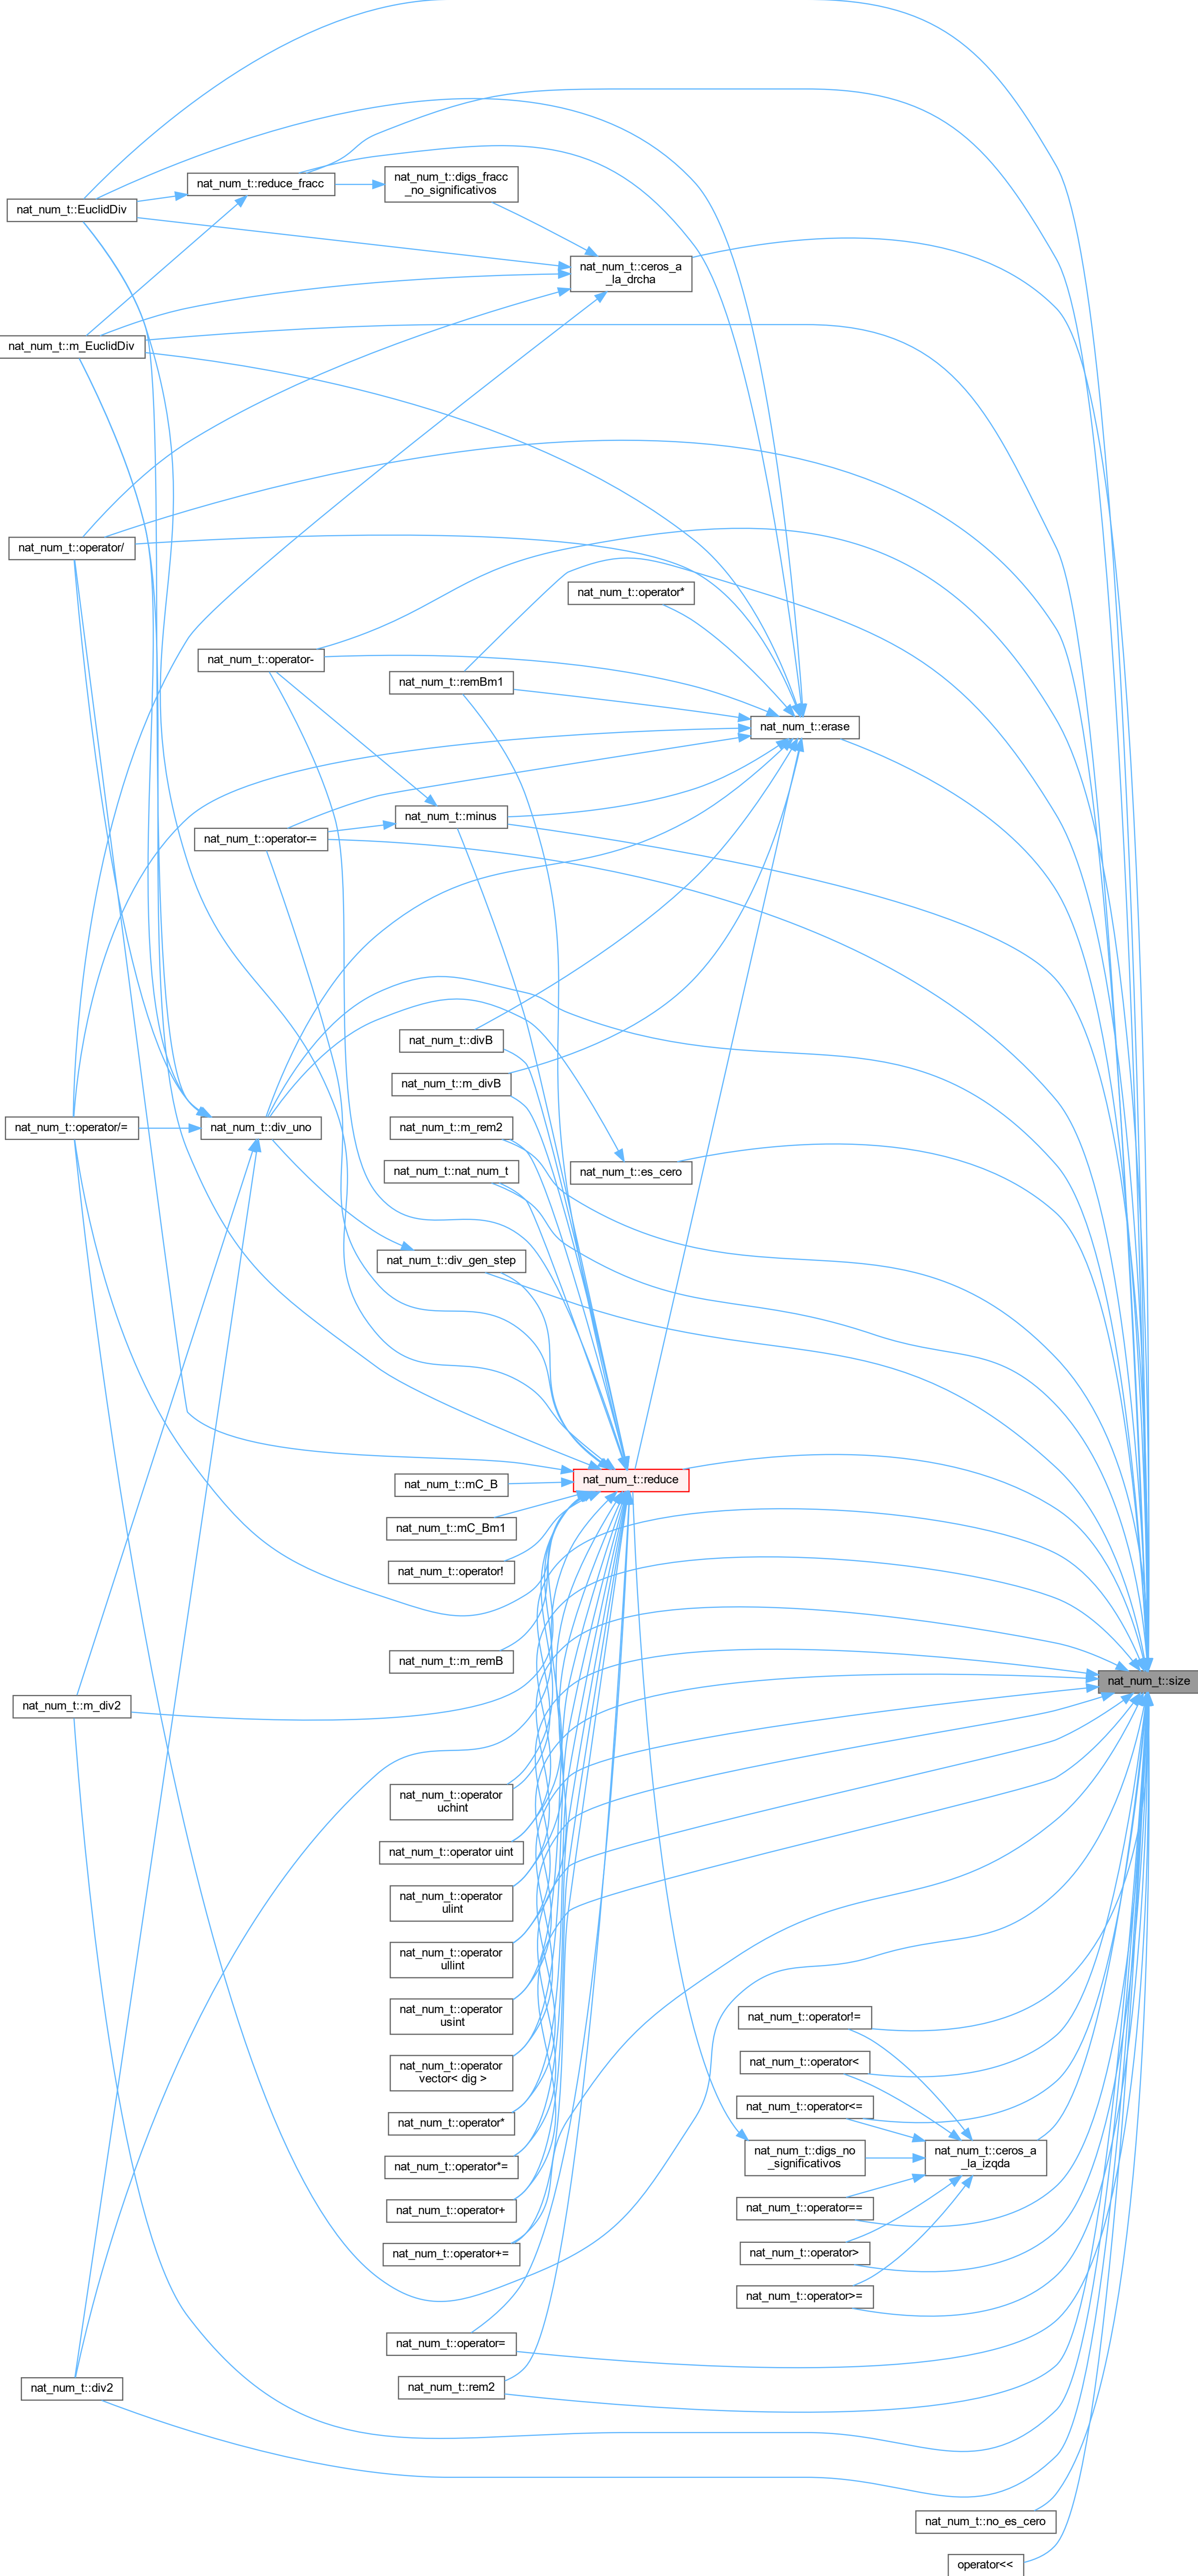 nat_num_t::reduce_fracc
nat_num_t::digs_fracc
_no_significativos
nat_num_t::EuclidDiv
nat_num_t::ceros_a
_la_drcha
nat_num_t::m_EuclidDiv
nat_num_t::operator/
nat_num_t::operator*
nat_num_t::operator-
nat_num_t::remBm1
nat_num_t::erase
nat_num_t::minus
nat_num_t::operator-=
nat_num_t::divB
nat_num_t::m_divB
nat_num_t::operator/=
nat_num_t::div_uno
nat_num_t::m_rem2
nat_num_t::nat_num_t
nat_num_t::es_cero
nat_num_t::div_gen_step
nat_num_t::reduce
nat_num_t::mC_B
nat_num_t::mC_Bm1
nat_num_t::operator!
nat_num_t::m_remB
nat_num_t::size
nat_num_t::m_div2
nat_num_t::operator
uchint
nat_num_t::operator uint
nat_num_t::operator
ulint
nat_num_t::operator
ullint
nat_num_t::operator
usint
nat_num_t::operator!=
nat_num_t::operator<
nat_num_t::operator
vector< dig >
nat_num_t::operator<=
nat_num_t::operator*
nat_num_t::digs_no
_significativos
nat_num_t::ceros_a
_la_izqda
nat_num_t::operator*=
nat_num_t::operator+
nat_num_t::operator==
nat_num_t::operator+=
nat_num_t::operator>
nat_num_t::operator>=
nat_num_t::operator=
nat_num_t::div2
nat_num_t::rem2
nat_num_t::no_es_cero
operator<<